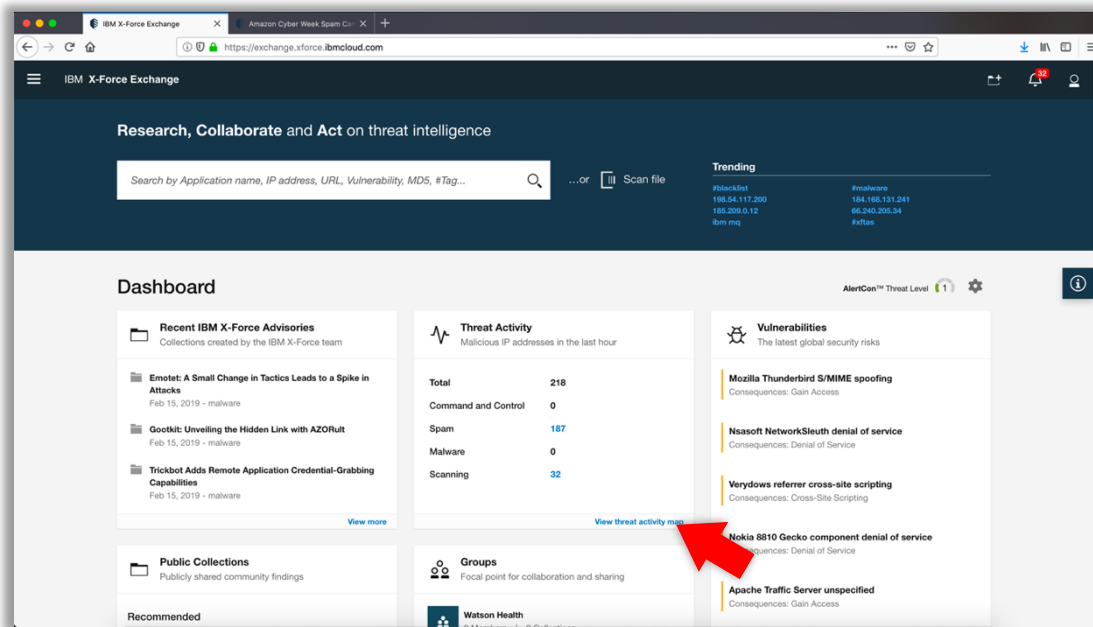 IBM X-Force Exchange
Amazon Cyber Week Spam Ca
https://exchange.xforce.ibmcloud.com
IBM X-Force Exchange
32
Research, Collaborate and Act on threat intelligence
Search by Application name, IP address, URL, Vulnerability, MD5, #Tag...
...or Scan file
Trending
#blacklist #malware
198.54.117.200 184.168.131.241
185.209.0.12 66.240.205.34
ibm mq #xftas
Dashboard
AlertCon™ Threat Level 1
Recent IBM X-Force Advisories
Collections created by the IBM X-Force team
Emotet: A Small Change in Tactics Leads to a Spike in
Attacks
Feb 15, 2019 - malware
Gootkit: Unveiling the Hidden Link with AZORult
Feb 15, 2019 - malware
Trickbot Adds Remote Application Credential-Grabbing
Capabilities
Feb 15, 2019 - malware
View more
Threat Activity
Malicious IP addresses in the last hour
Total 218
Command and Control 0
Spam 187
Malware 0
Scanning 32
View threat activity map
Vulnerabilities
The latest global security risks
Mozilla Thunderbird S/MIME spoofing
Consequences: Gain Access
Nsasoft NetworkSleuth denial of service
Consequences: Denial of Service
Verydows referrer cross-site scripting
Consequences: Cross-Site Scripting
Nokia 8810 Gecko component denial of service
Consequences: Denial of Service
Apache Traffic Server unspecified
Consequences: Gain Access
Public Collections
Publicly shared community findings
Recommended
Groups
Focal point for collaboration and sharing
Watson Health